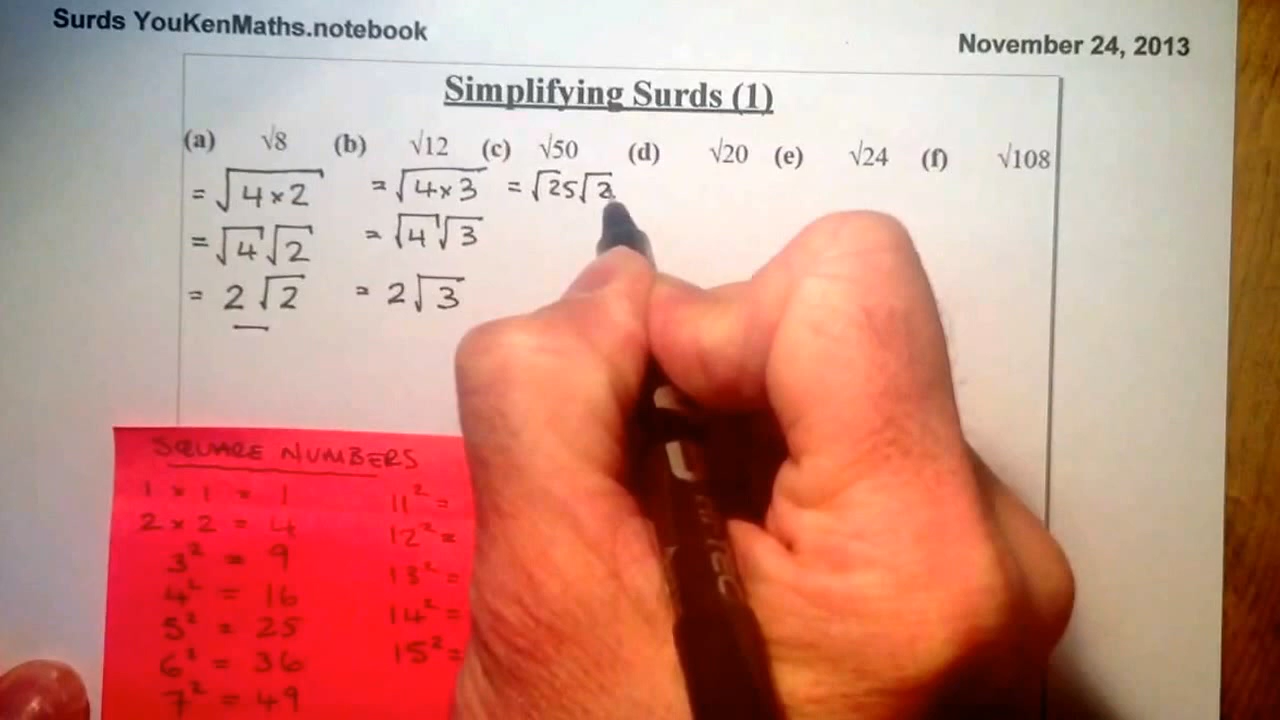 Surds YouKenMaths.notebook
November 24, 2013
Simplifying Surds (1)
(a) √8 (b) √12 (c) √50 (d) √20 (e) √24 (f) √108
= √4×2 = √4×3 = √25√2
= √4√2 = √4√3
= 2√2 = 2√3
SQUARE NUMBERS
1 × 1 = 1 11² =
2 × 2 = 4 12² =
3² = 9 13² =
4² = 16 14² =
5² = 25 15² =
6² = 36
7² = 49